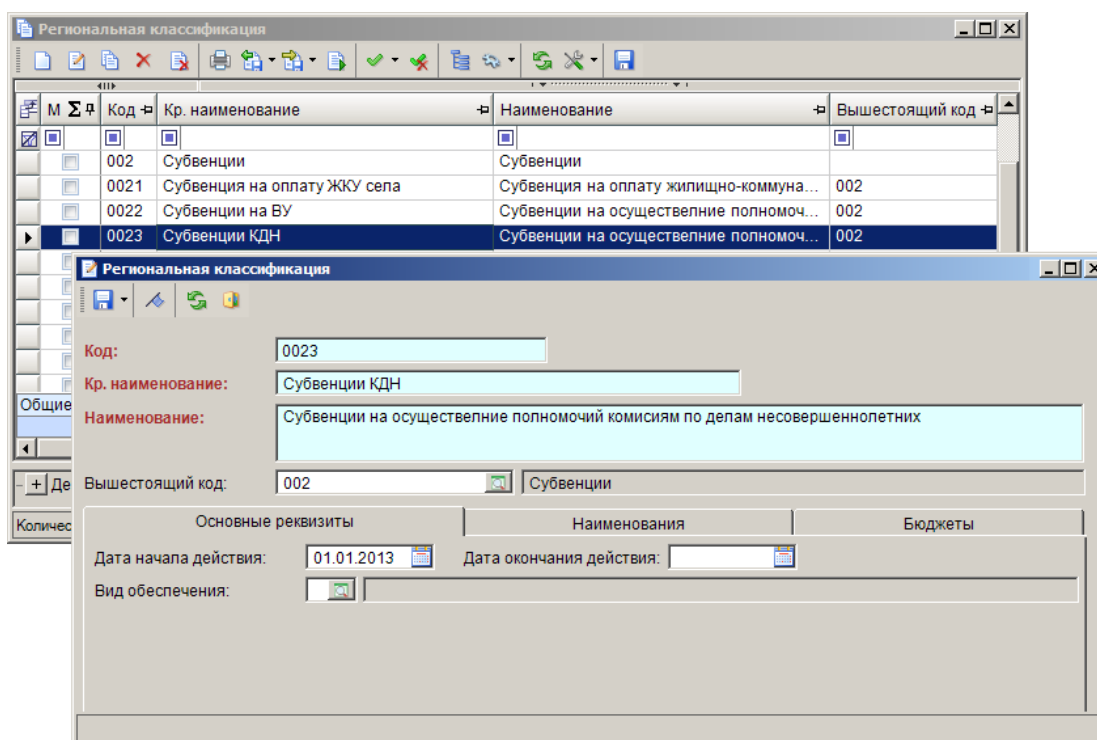 Региональная классификация
М Σ Код Кр. наименование Наименование Вышестоящий код
002 Субвенции Субвенции
0021 Субвенция на оплату ЖКУ села Субвенция на оплату жилищно-коммуна... 002
0022 Субвенции на ВУ Субвенции на осуществелние полномоч... 002
0023 Субвенции КДН Субвенции на осуществелние полномоч... 002
Региональная классификация
Код: 0023
Кр. наименование: Субвенции КДН
Общие
Наименование: Субвенции на осуществелние полномочий комисиям по делам несовершеннолетних
Де
Вышестоящий код: 002 Субвенции
Количес
Основные реквизиты Наименования Бюджеты
Дата начала действия: 01.01.2013 Дата окончания действия:
Вид обеспечения: